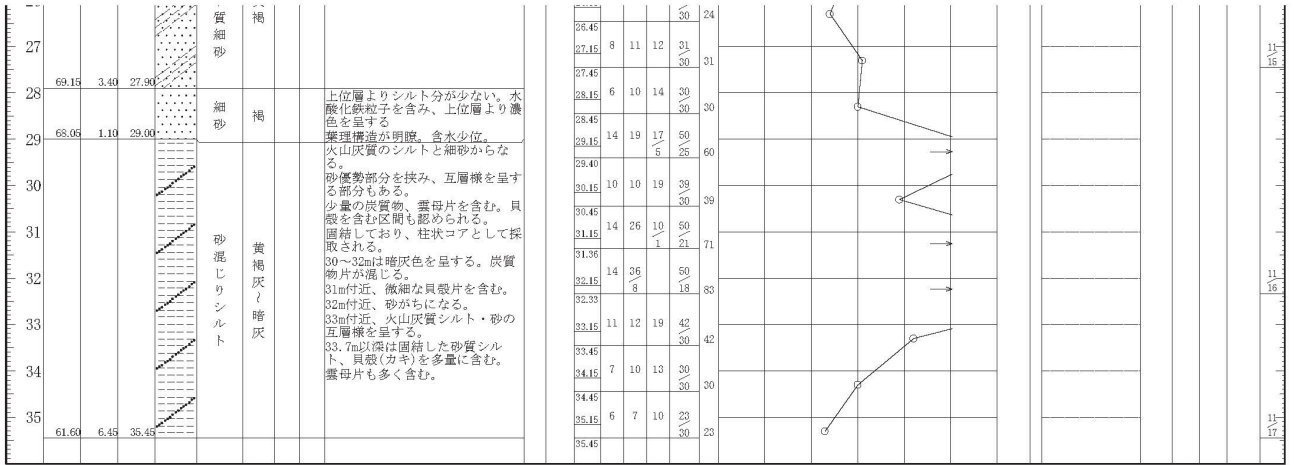 27
28
29
30
31
32
33
34
35
69.15 3.40 27.90
68.05 1.10 29.00
61.60 6.45 35.45
質細砂
褐
細砂
褐
砂混じりシルト
黄褐灰～暗灰
上位層よりシルト分が少ない。水
酸化鉄粒子を含み、上位層より濃
色を呈する
葉理構造が明瞭。含水少位。
火山灰質のシルトと細砂からな
る。
砂優勢部分を挟み、互層様を呈す
る部分もある。
少量の炭質物、雲母片を含む。貝
殻を含む区間も認められる。
固結しており、柱状コアとして採
取される。
30～32mは暗灰色を呈する。炭質
物片が混じる。
31m付近、微細な貝殻片を含む。
32m付近、砂がちになる。
33m付近、火山灰質シルト・砂の
互層様を呈する。
33.7m以深は固結した砂質シル
ト、貝殻(カキ)を多量に含む。
雲母片も多く含む。
30 24
26.45
27.15 8 11 12 31/30 31
27.45
28.15 6 10 14 30/30 30
28.45
29.15 14 19 17/5 50/25 60
29.40
30.15 10 10 19 39/30 39
30.45
31.15 14 26 10/1 50/21 71
31.36
32.15 14 36/8 50/18 83
32.33
33.15 11 12 19 42/30 42
33.45
34.15 7 10 13 30/30 30
34.45
35.15 6 7 10 23/30 23
35.45
11/15
11/16
11/17